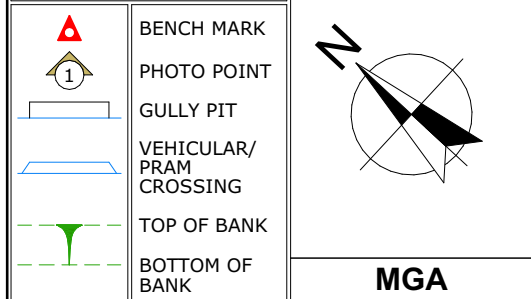 BENCH MARK
1
PHOTO POINT
GULLY PIT
VEHICULAR/
PRAM
CROSSING
TOP OF BANK
BOTTOM OF
BANK
N
MGA